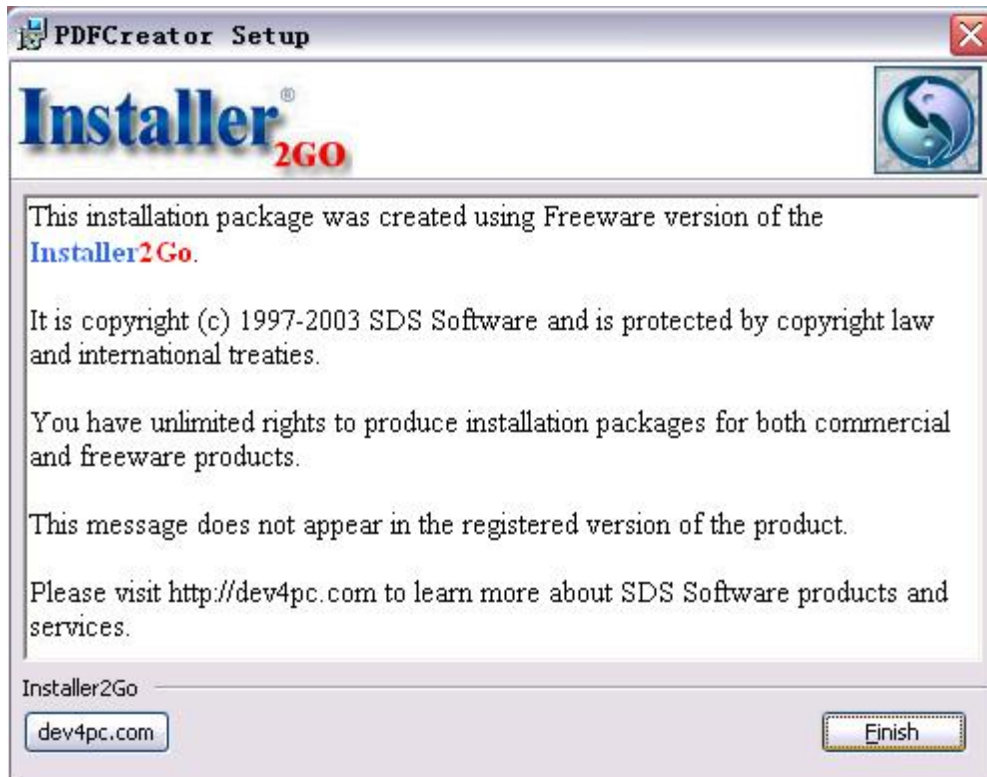 PDFCreator Setup
Installer®
2GO
This installation package was created using Freeware version of the
Installer2Go.
It is copyright (c) 1997-2003 SDS Software and is protected by copyright law
and international treaties.
You have unlimited rights to produce installation packages for both commercial
and freeware products.
This message does not appear in the registered version of the product.
Please visit http://dev4pc.com to learn more about SDS Software products and
services.
Installer2Go
dev4pc.com
Finish